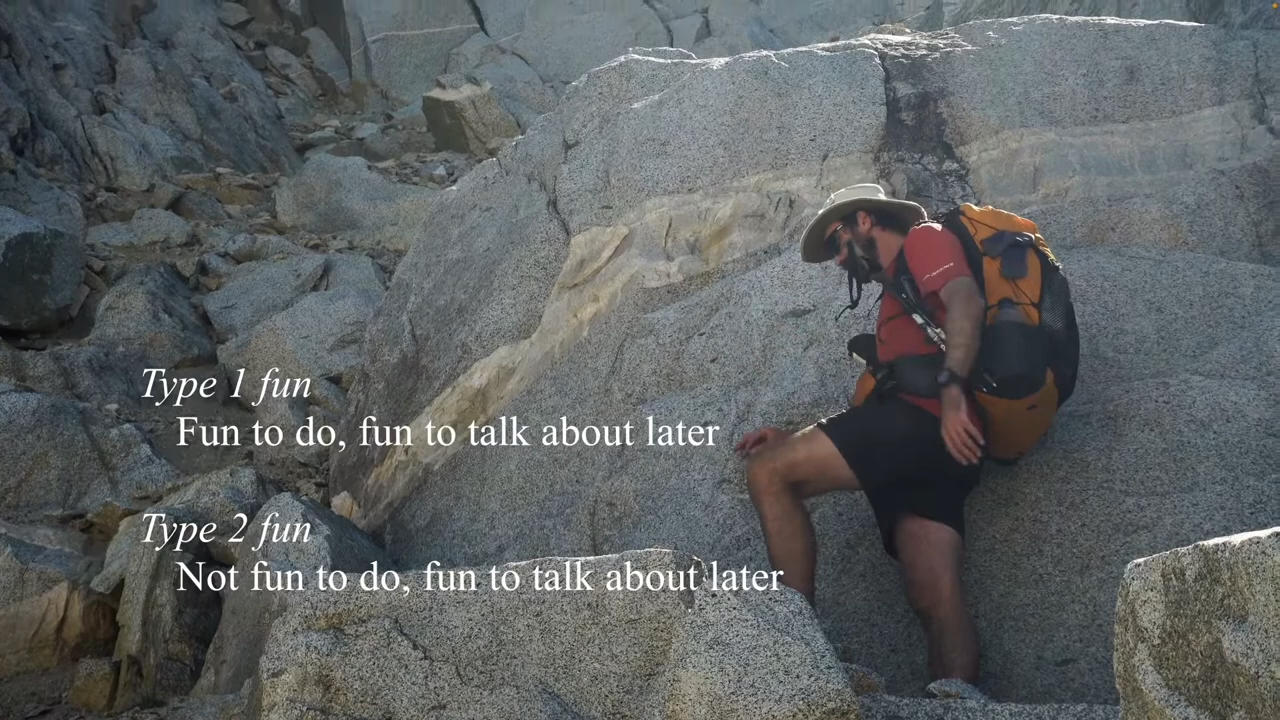 Type 1 fun
Fun to do, fun to talk about later
Type 2 fun
Not fun to do, fun to talk about later